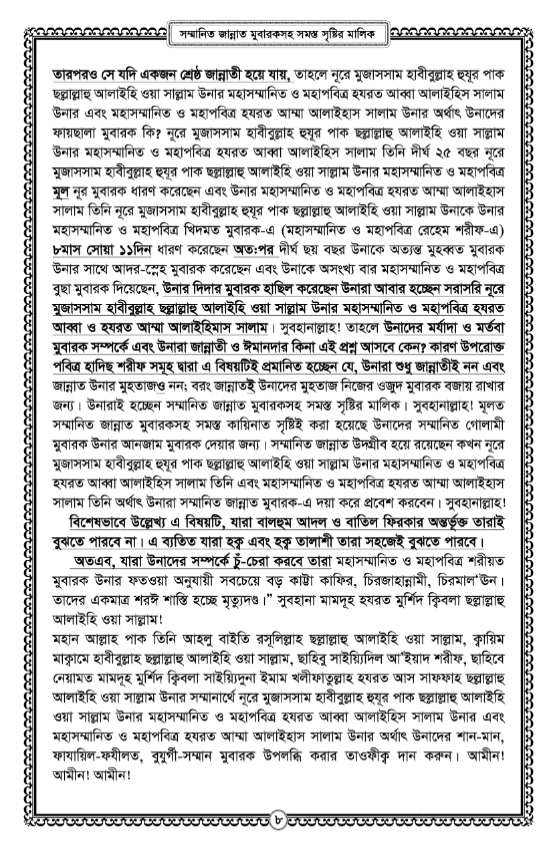 সম্মানিত জান্নাত মুবারকসহ সমস্ত সৃষ্টির মালিক
তারপরও সে যদি একজন শ্রেষ্ঠ জান্নাতী হয়ে যায়, তাহলে নূরে মুজাসসাম হাবীবুল্লাহ হুযূর পাক
ছল্লাল্লাহু আলাইহি ওয়া সাল্লাম উনার মহাসম্মানিত ও মহাপবিত্র হযরত আব্বা আলাইহিস সালাম
উনার এবং মহাসম্মানিত ও মহাপবিত্র হযরত আম্মা আলাইহাস সালাম উনার অর্থাৎ উনাদের
ফায়ছালা মুবারক কি? নূরে মুজাসসাম হাবীবুল্লাহ হুযূর পাক ছল্লাল্লাহু আলাইহি ওয়া সাল্লাম
উনার মহাসম্মানিত ও মহাপবিত্র হযরত আব্বা আলাইহিস সালাম তিনি দীর্ঘ ২৫ বছর নূরে
মুজাসসাম হাবীবুল্লাহ হুযূর পাক ছল্লাল্লাহু আলাইহি ওয়া সাল্লাম উনার মহাসম্মানিত ও মহাপবিত্র
মূল নূর মুবারক ধারণ করেছেন এবং উনার মহাসম্মানিত ও মহাপবিত্র হযরত আম্মা আলাইহাস
সালাম তিনি নূরে মুজাসসাম হাবীবুল্লাহ হুযূর পাক ছল্লাল্লাহু আলাইহি ওয়া সাল্লাম উনাকে উনার
মহাসম্মানিত ও মহাপবিত্র খিদমত মুবারক-এ (মহাসম্মানিত ও মহাপবিত্র রেহেম শরীফ-এ)
৮মাস সোয়া ১১দিন ধারণ করেছেন অত:পর দীর্ঘ ছয় বছর উনাকে অত্যন্ত মুহব্বত মুবারক
উনার সাথে আদর-স্নেহ মুবারক করেছেন এবং উনাকে অসংখ্য বার মহাসম্মানিত ও মহাপবিত্র
বুছা মুবারক দিয়েছেন, উনার দিদার মুবারক হাছিল করেছেন উনারা আবার হচ্ছেন সরাসরি নূরে
মুজাসসাম হাবীবুল্লাহ হুযূর পাক ছল্লাল্লাহু আলাইহি ওয়া সাল্লাম উনার মহাসম্মানিত ও মহাপবিত্র হযরত
আব্বা ও হযরত আম্মা আলাইহিমাস সালাম। সুবহানাল্লাহ! তাহলে উনাদের মর্যাদা ও মর্তবা
মুবারক সম্পর্কে এবং উনারা জান্নাতী ও ঈমানদার কিনা এই প্রশ্ন আসবে কেন? কারণ উপরোক্ত
পবিত্র হাদিছ শরীফ সমূহ দ্বারা এ বিষয়টিই প্রমানিত হচ্ছেন যে, উনারা শুধু জান্নাতীই নন এবং
জান্নাত উনার মুহতাজও নন; বরং জান্নাতই উনাদের মুহতাজ নিজের ওজুদ মুবারক বজায় রাখার
জন্য। উনারাই হচ্ছেন সম্মানিত জান্নাত মুবারকসহ সমস্ত সৃষ্টির মালিক। সুবহানাল্লাহ! মূলত
সম্মানিত জান্নাত মুবারকসহ সমস্ত কায়িনাত সৃষ্টিই করা হয়েছে উনাদের সম্মানিত গোলামী
মুবারক উনার আনজাম মুবারক দেয়ার জন্য। সম্মানিত জান্নাত উদগ্রীব হয়ে রয়েছেন কখন নূরে
মুজাসসাম হাবীবুল্লাহ হুযূর পাক ছল্লাল্লাহু আলাইহি ওয়া সাল্লাম উনার মহাসম্মানিত ও মহাপবিত্র
হযরত আব্বা আলাইহিস সালাম তিনি এবং মহাসম্মানিত ও মহাপবিত্র হযরত আম্মা আলাইহাস
সালাম তিনি অর্থাৎ উনারা সম্মানিত জান্নাত মুবারক-এ দয়া করে প্রবেশ করবেন। সুবহানাল্লাহ!
বিশেষভাবে উল্লেখ্য এ বিষয়টি, যারা বালহুম আদল ও বাতিল ফিরকার অন্তর্ভূক্ত তারাই
বুঝতে পারবে না। এ ব্যতিত যারা হক্ব এবং হক্ব তালাশী তারা সহজেই বুঝতে পারবে।
অতএব, যারা উনাদের সম্পর্কে চুঁ-চেরা করবে তারা মহাসম্মানিত ও মহাপবিত্র শরীয়ত
মুবারক উনার ফতওয়া অনুযায়ী সবচেয়ে বড় কাট্টা কাফির, চিরজাহান্নামী, চিরমাল‘ঊন।
তাদের একমাত্র শরঈ শাস্তি হচ্ছে মৃত্যুদণ্ড।” সুবহানা মামদূহ হযরত মুর্শিদ ক্বিবলা ছল্লাল্লাহু
আলাইহি ওয়া সাল্লাম!
মহান আল্লাহ পাক তিনি আহলু বাইতি রসূলিল্লাহ ছল্লাল্লাহু আলাইহি ওয়া সাল্লাম, ক্বায়িম
মাক্বামে হাবীবুল্লাহ ছল্লাল্লাহু আলাইহি ওয়া সাল্লাম, ছাহিবু সাইয়্যিদিল আ’ইয়াদ শরীফ, ছাহিবে
নেয়ামত মামদূহ মুর্শিদ ক্বিবলা সাইয়্যিদুনা ইমাম খলীফাতুল্লাহ হযরত আস সাফফাহ ছল্লাল্লাহু
আলাইহি ওয়া সাল্লাম উনার সম্মানার্থে নূরে মুজাসসাম হাবীবুল্লাহ হুযূর পাক ছল্লাল্লাহু আলাইহি
ওয়া সাল্লাম উনার মহাসম্মানিত ও মহাপবিত্র হযরত আব্বা আলাইহিস সালাম উনার এবং
মহাসম্মানিত ও মহাপবিত্র হযরত আম্মা আলাইহাস সালাম উনার অর্থাৎ উনাদের শান-মান,
ফাযায়িল-ফযীলত, বুযুর্গী-সম্মান মুবারক উপলব্ধি করার তাওফীক্ব দান করুন। আমীন!
আমীন! আমীন!
৮